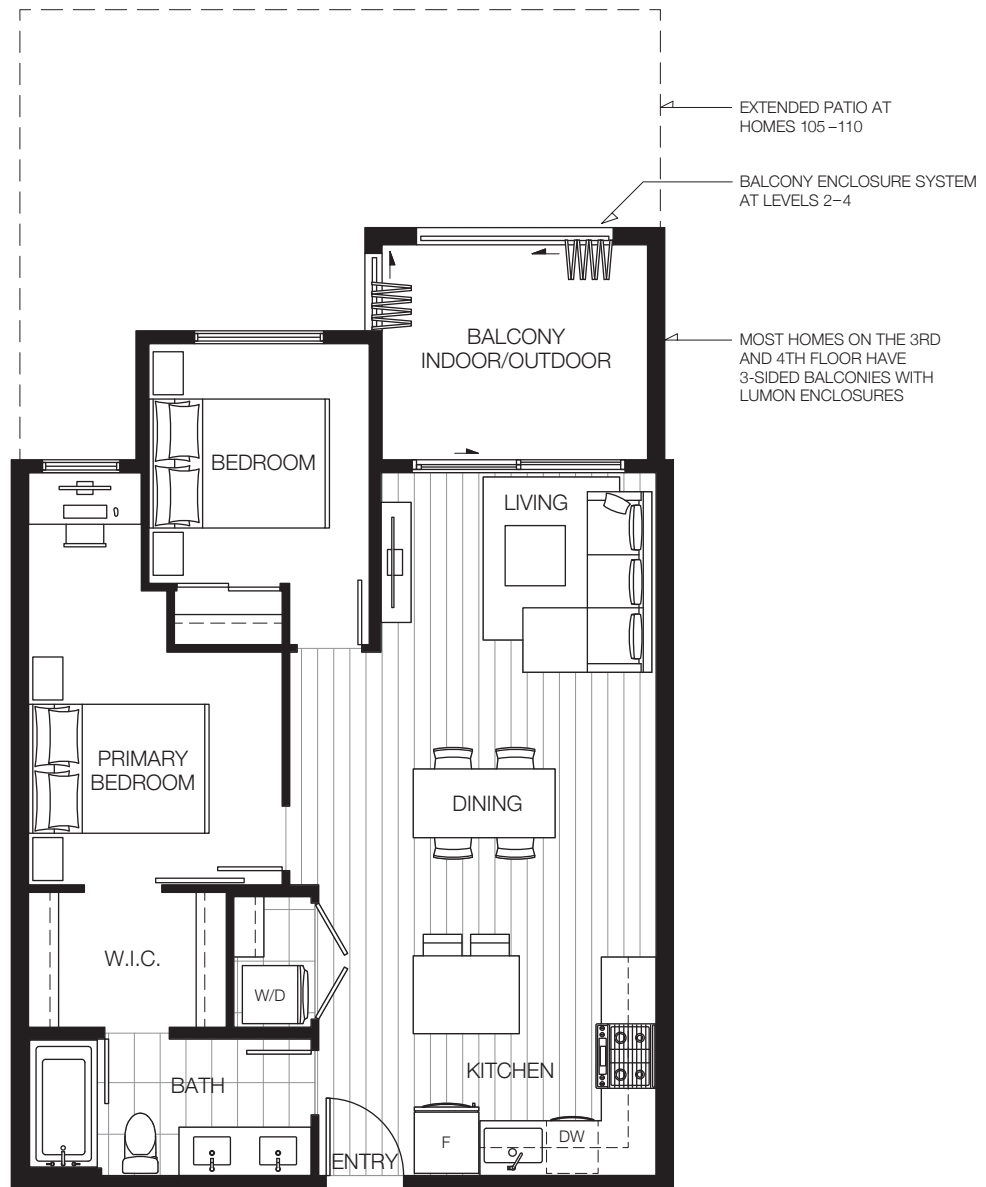 EXTENDED PATIO AT
HOMES 105–110
BALCONY ENCLOSURE SYSTEM
AT LEVELS 2–4
BALCONY
INDOOR/OUTDOOR
MOST HOMES ON THE 3RD
AND 4TH FLOOR HAVE
3-SIDED BALCONIES WITH
LUMON ENCLOSURES
BEDROOM
LIVING
PRIMARY
BEDROOM
DINING
W.I.C.
W/D
KITCHEN
BATH
F
DW
ENTRY